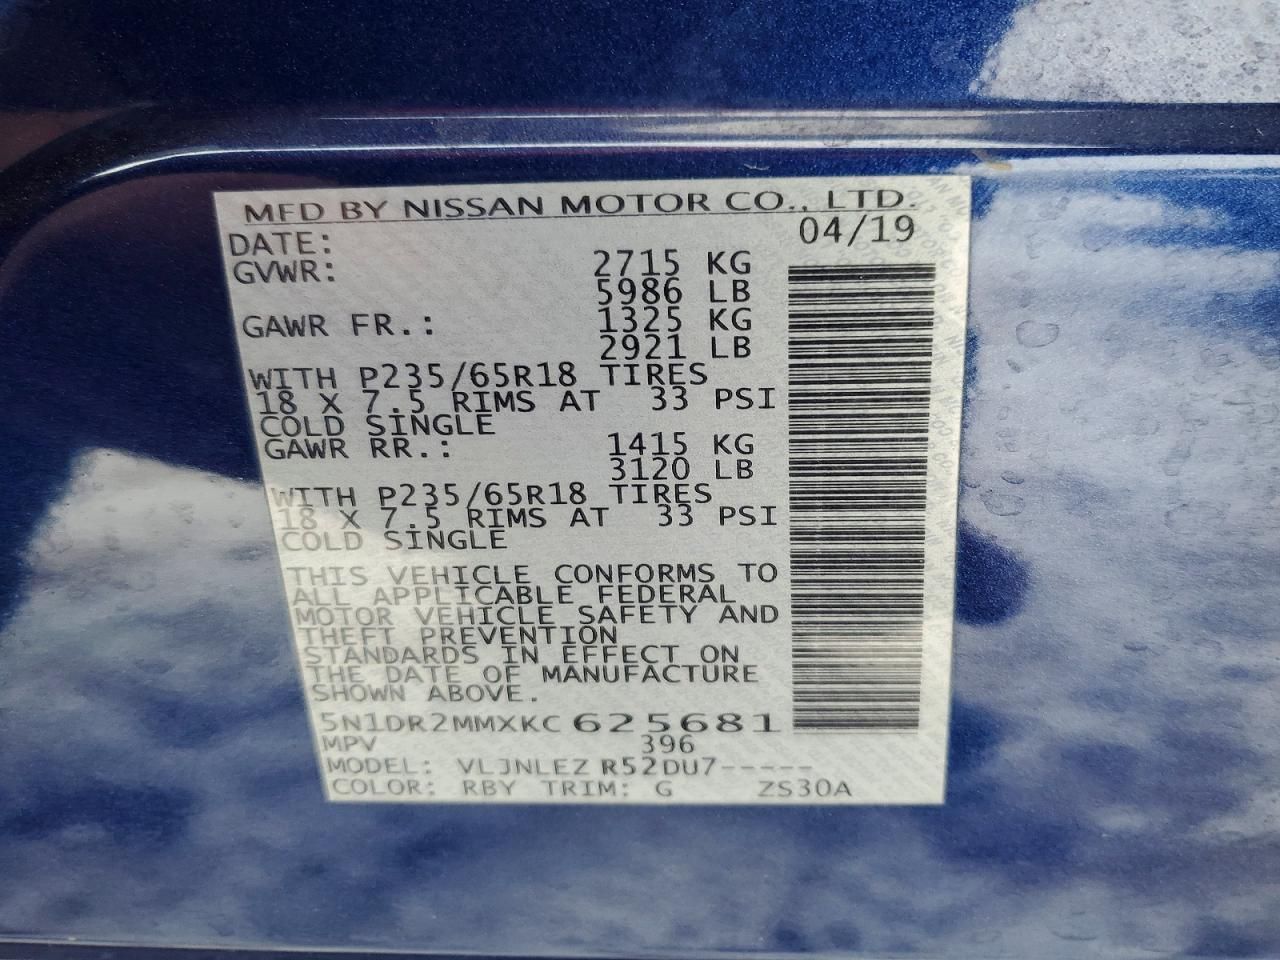 MFD BY NISSAN MOTOR CO., LTD.
DATE: 04/19
GVWR: 2715 KG
5986 LB
GAWR FR.: 1325 KG
2921 LB
WITH P235/65R18 TIRES
18 X 7.5 RIMS AT 33 PSI
COLD SINGLE
GAWR RR.: 1415 KG
3120 LB
WITH P235/65R18 TIRES
18 X 7.5 RIMS AT 33 PSI
COLD SINGLE
THIS VEHICLE CONFORMS TO
ALL APPLICABLE FEDERAL
MOTOR VEHICLE SAFETY AND
THEFT PREVENTION
STANDARDS IN EFFECT ON
THE DATE OF MANUFACTURE
SHOWN ABOVE.
5N1DR2MMXKC625681
MPV 396
MODEL: VLJNLEZ R52DU7-----
COLOR: RBY TRIM: G ZS30A